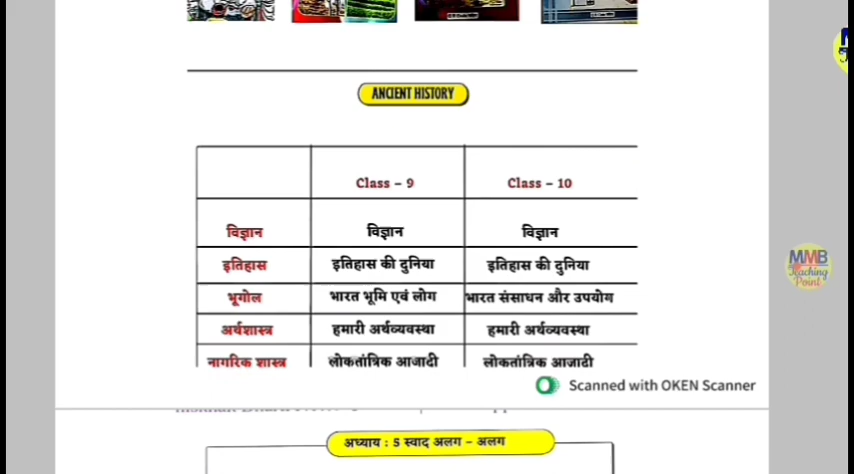 ANCIENT HISTORY
Class – 9 Class – 10
विज्ञान विज्ञान विज्ञान
इतिहास इतिहास की दुनिया इतिहास की दुनिया
भूगोल भारत भूमि एवं लोग भारत संसाधन और उपयोग
अर्थशास्त्र हमारी अर्थव्यवस्था हमारी अर्थव्यवस्था
नागरिक शास्त्र लोकतांत्रिक आजादी लोकतांत्रिक आजादी
Scanned with OKEN Scanner
अध्याय : 5 स्वाद अलग – अलग
MMB
Teaching
Point